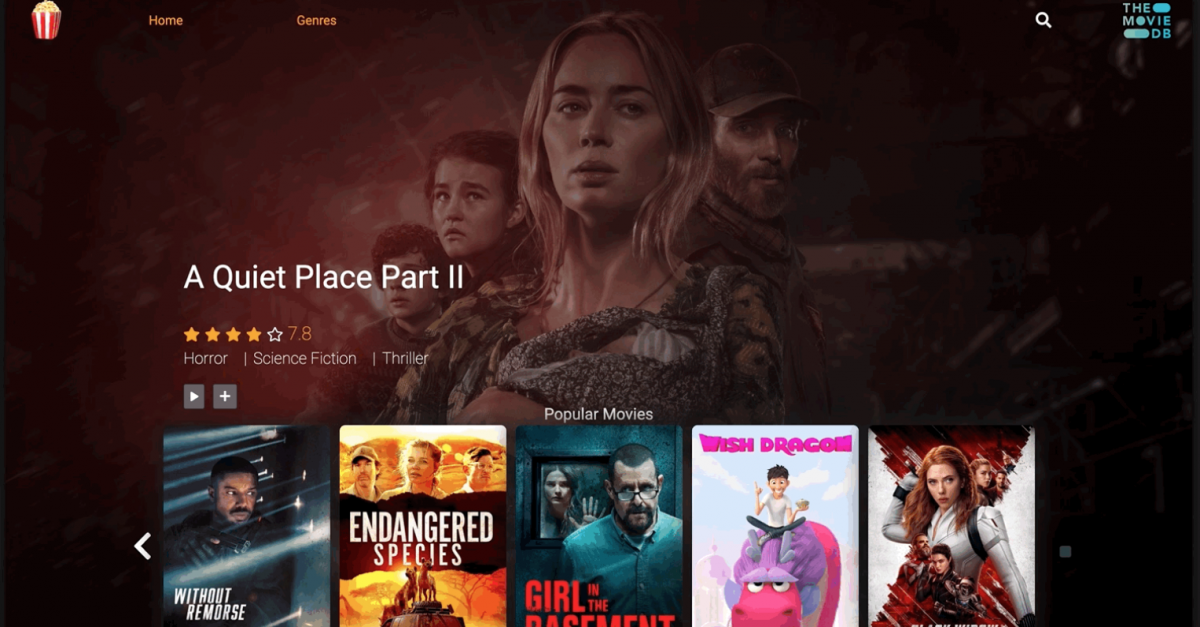 Home
Genres
THE
MOVIE
DB
A Quiet Place Part II
7.8
Horror | Science Fiction | Thriller
Popular Movies
WITHOUT
REMORSE
ENDANGERED
SPECIES
GIRL IN
THE
BASEMENT
WISH DRAGON
BLACK WIDOW